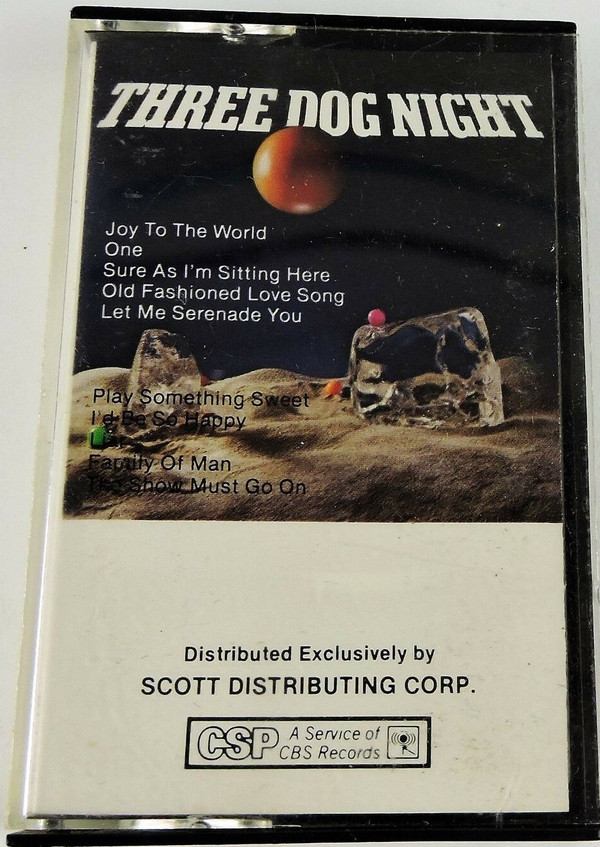 THREE DOG NIGHT
Joy To The World
One
Sure As I'm Sitting Here
Old Fashioned Love Song
Let Me Serenade You
Play Something Sweet
I'd Be So Happy
Liar
Family Of Man
The Show Must Go On
Distributed Exclusively by
SCOTT DISTRIBUTING CORP.
CSP A Service of
CBS Records